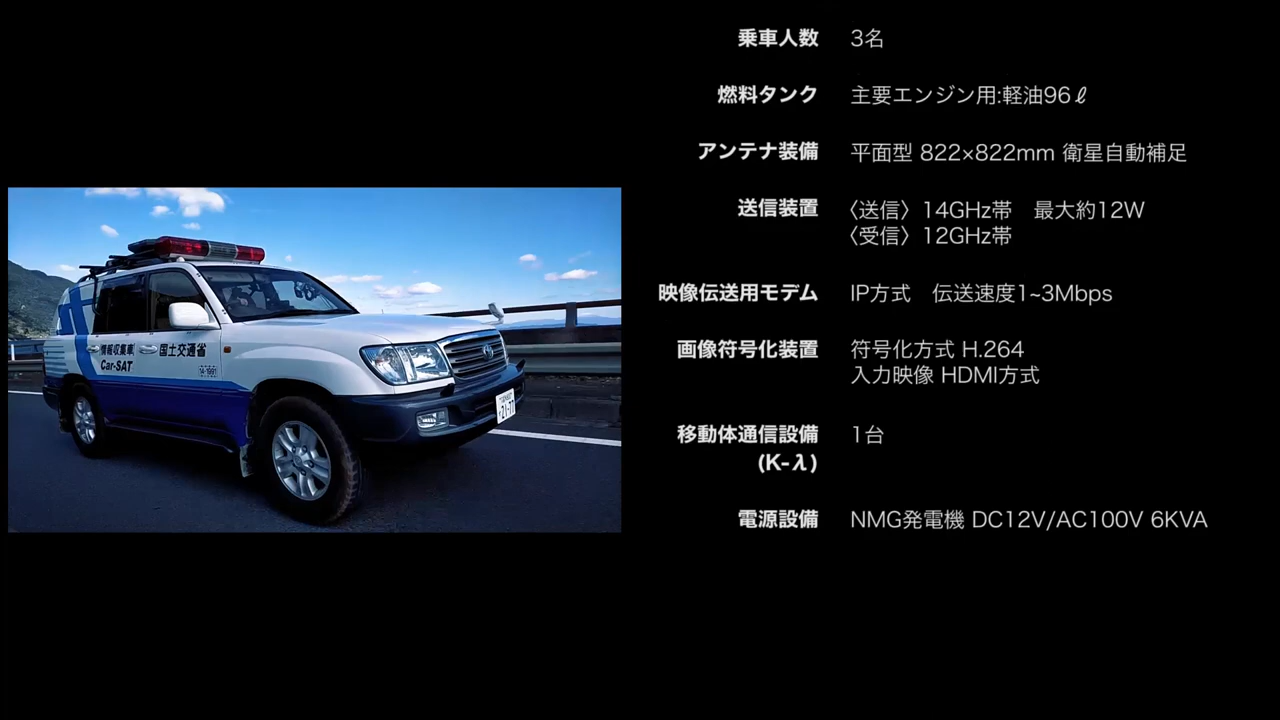 乗車人数 3名
燃料タンク 主要エンジン用:軽油96ℓ
アンテナ装備 平面型 822×822mm 衛星自動補足
送信装置 〈送信〉14GHz帯　最大約12W
〈受信〉12GHz帯
映像伝送用モデム IP方式　伝送速度1~3Mbps
画像符号化装置 符号化方式 H.264
入力映像 HDMI方式
移動体通信設備 1台
(K-λ)
電源設備 NMG発電機 DC12V/AC100V 6KVA
情報収集車 国土交通省
Car-SAT
14-1991
21-77